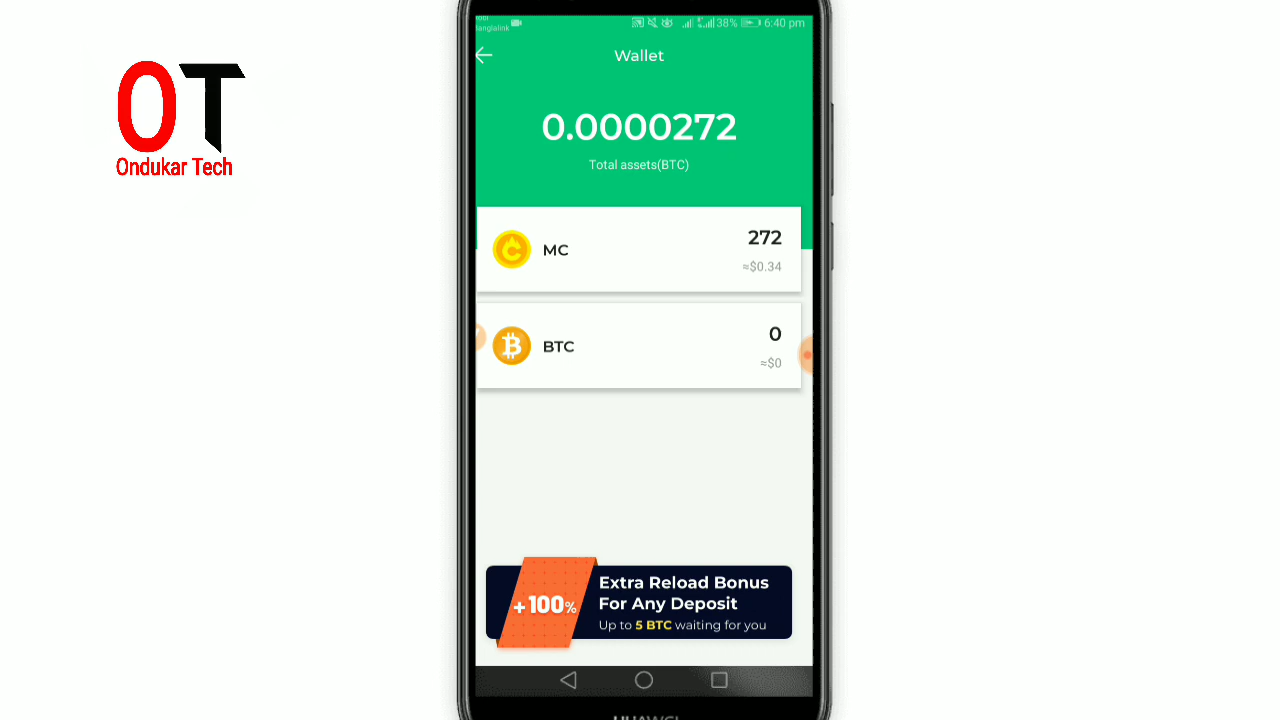 OT
Ondukar Tech
38% 6:40 pm
Wallet
0.0000272
Total assets(BTC)
MC
272
≈$0.34
BTC
0
≈$0
+100%
Extra Reload Bonus
For Any Deposit
Up to 5 BTC waiting for you